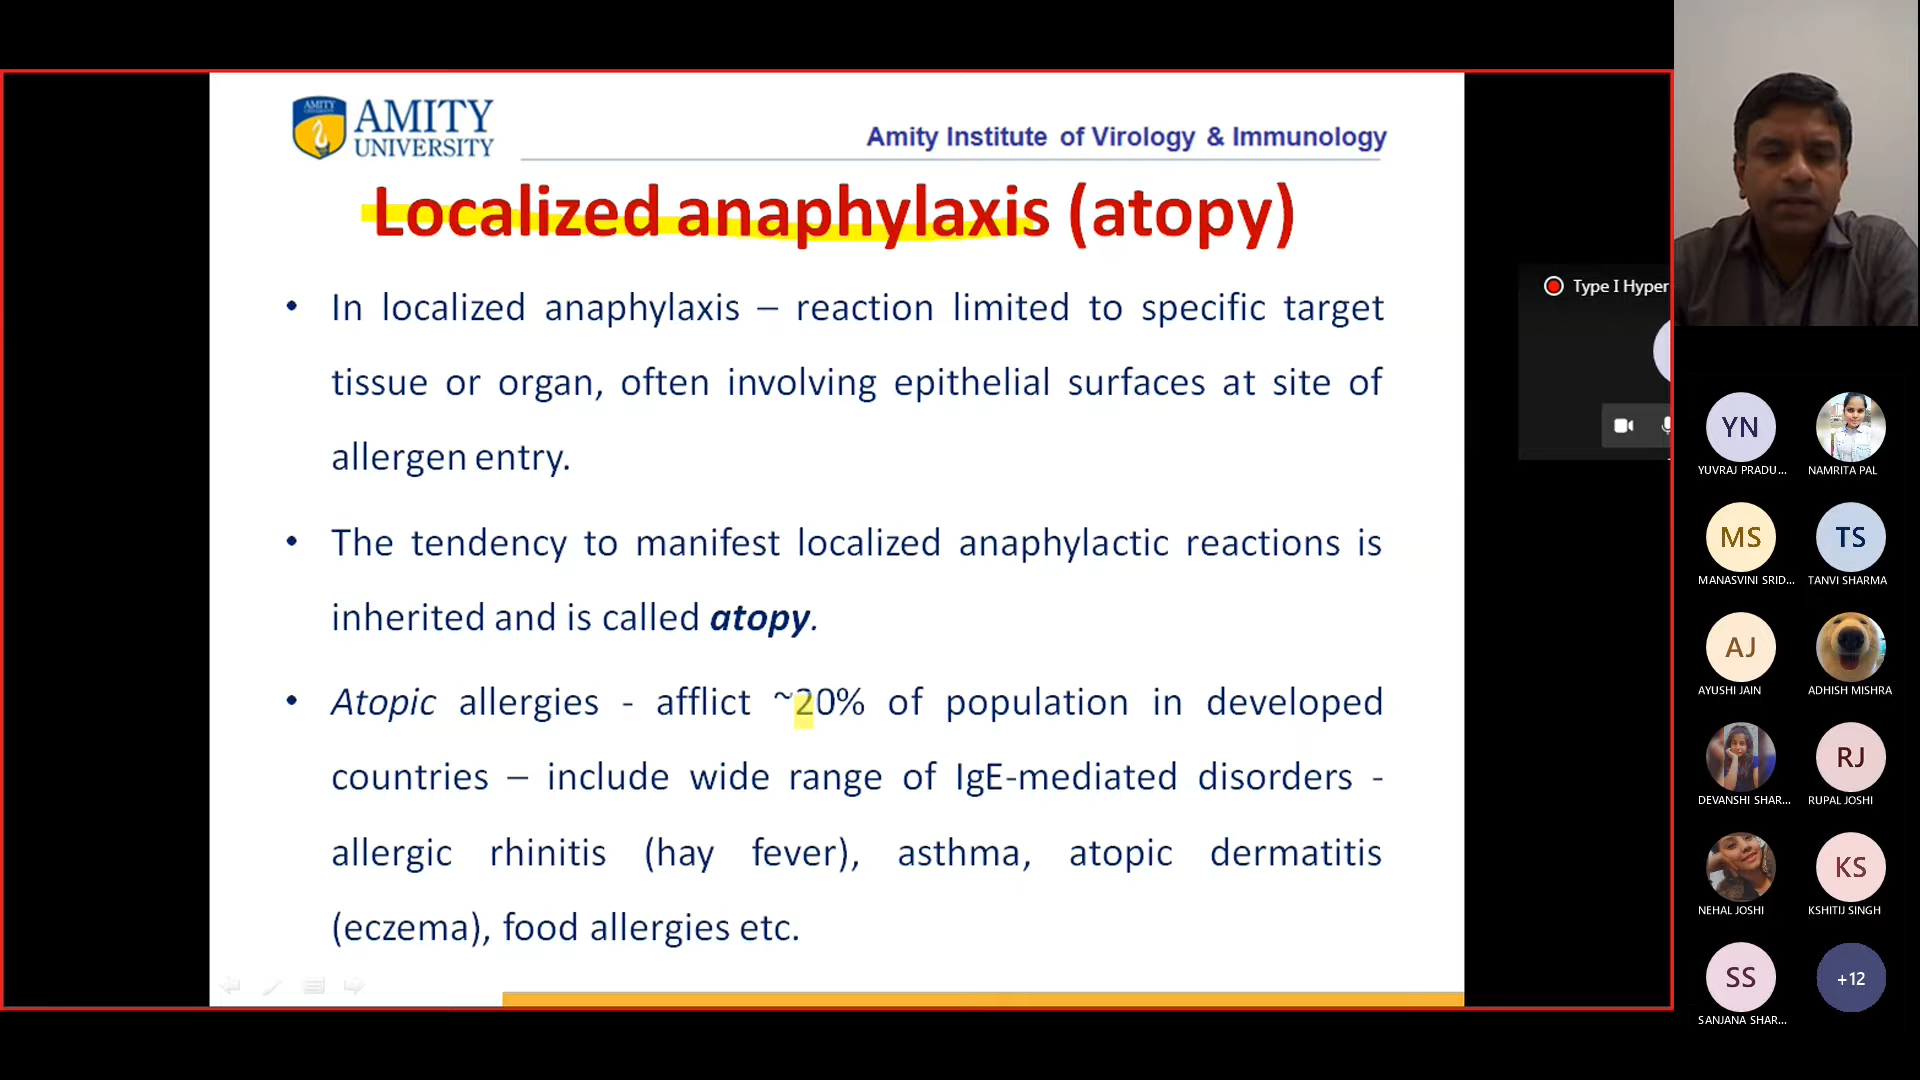 AMITY
AMITY
UNIVERSITY
Amity Institute of Virology & Immunology
Localized anaphylaxis (atopy)
• In localized anaphylaxis – reaction limited to specific target
tissue or organ, often involving epithelial surfaces at site of
allergen entry.
• The tendency to manifest localized anaphylactic reactions is
inherited and is called atopy.
• Atopic allergies - afflict ~20% of population in developed
countries – include wide range of IgE-mediated disorders -
allergic rhinitis (hay fever), asthma, atopic dermatitis
(eczema), food allergies etc.
Type I Hyper
YN
YUVRAJ PRADU...
NAMRITA PAL
MS
MANASVINI SRID...
TS
TANVI SHARMA
AJ
AYUSHI JAIN
ADHISH MISHRA
DEVANSHI SHAR...
RJ
RUPAL JOSHI
NEHAL JOSHI
KS
KSHITIJ SINGH
SS
SANJANA SHAR...
+12